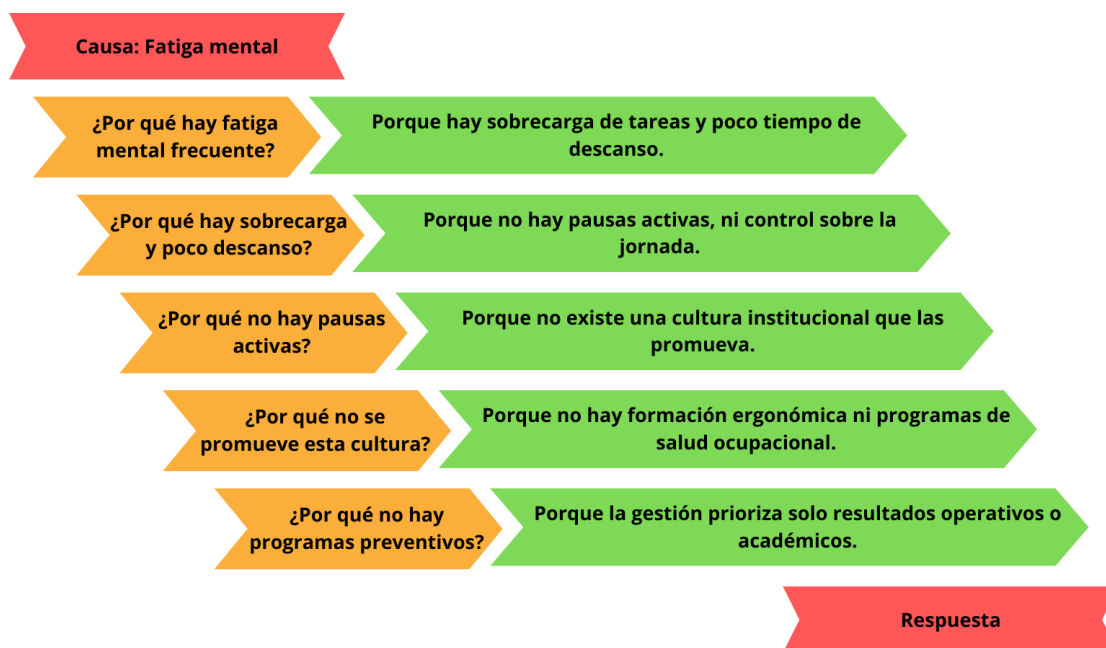 Causa: Fatiga mental
¿Por qué hay fatiga
mental frecuente?
Porque hay sobrecarga de tareas y poco tiempo de
descanso.
¿Por qué hay sobrecarga
y poco descanso?
Porque no hay pausas activas, ni control sobre la
jornada.
¿Por qué no hay pausas
activas?
Porque no existe una cultura institucional que las
promueva.
¿Por qué no se
promueve esta cultura?
Porque no hay formación ergonómica ni programas de
salud ocupacional.
¿Por qué no hay
programas preventivos?
Porque la gestión prioriza solo resultados operativos o
académicos.
Respuesta